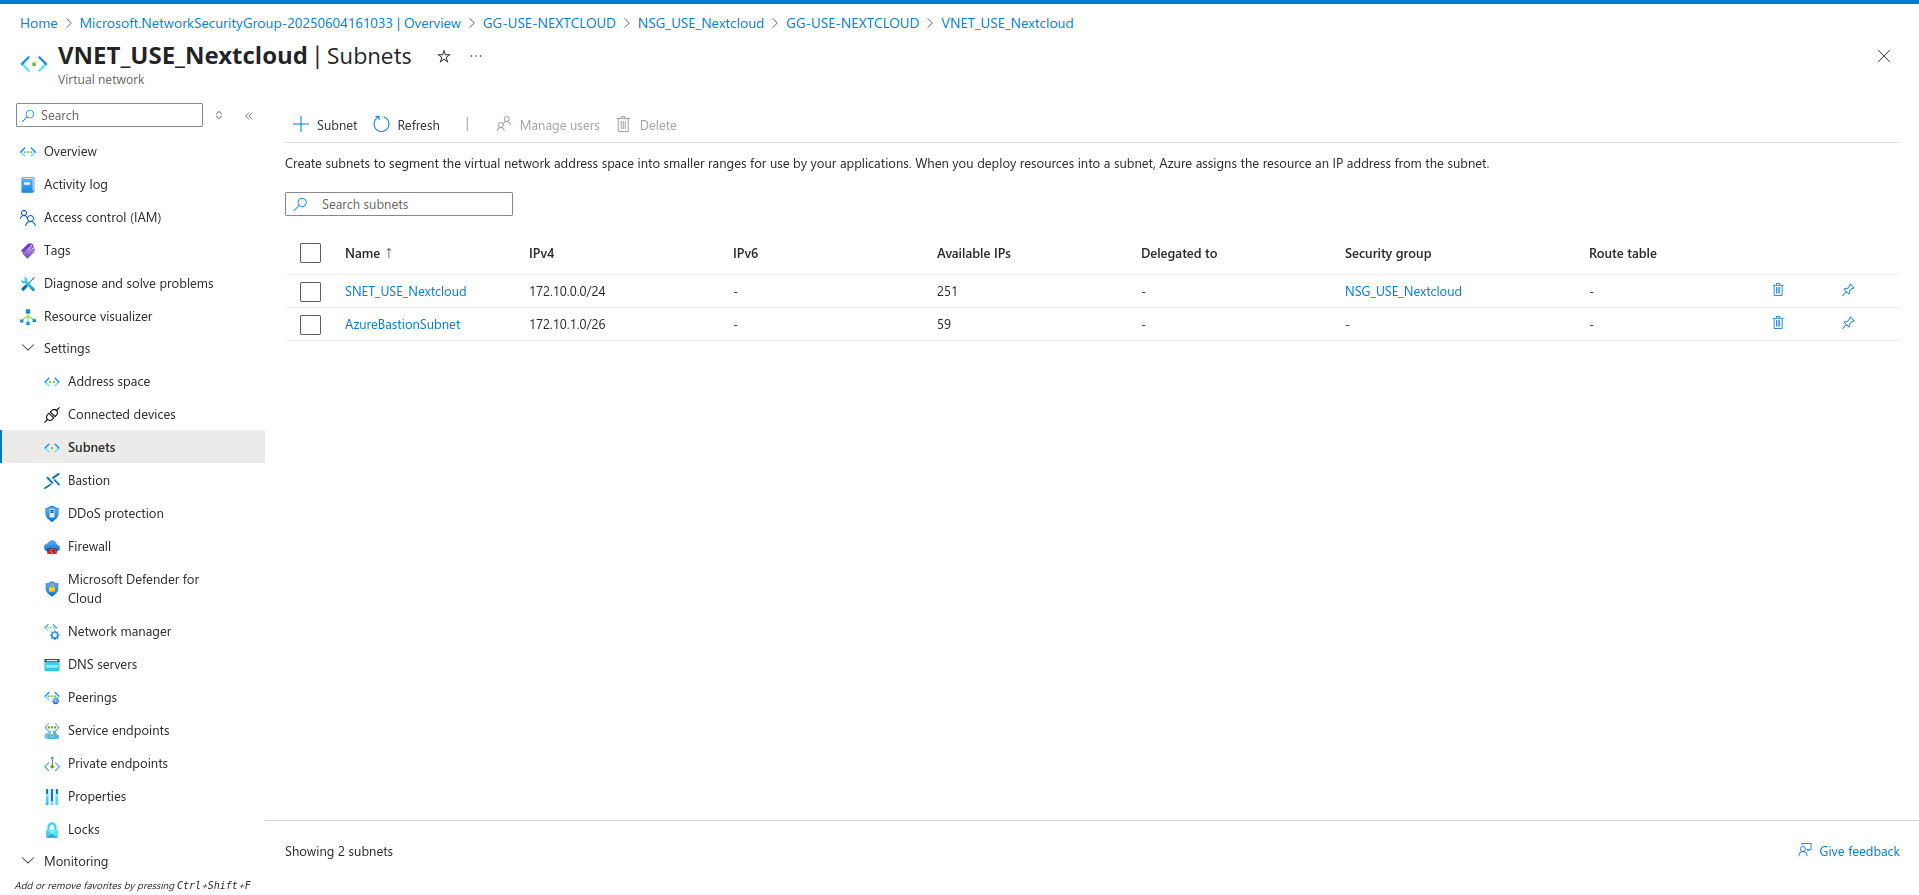 Home > Microsoft.NetworkSecurityGroup-20250604161033 | Overview > GG-USE-NEXTCLOUD > NSG_USE_Nextcloud > GG-USE-NEXTCLOUD > VNET_USE_Nextcloud
VNET_USE_Nextcloud | Subnets
Virtual network
Search
Overview
Activity log
Access control (IAM)
Tags
Diagnose and solve problems
Resource visualizer
Settings
Address space
Connected devices
Subnets
Bastion
DDoS protection
Firewall
Microsoft Defender for
Cloud
Network manager
DNS servers
Peerings
Service endpoints
Private endpoints
Properties
Locks
Monitoring
Add or remove favorites by pressing Ctrl+Shift+F
Subnet Refresh | Manage users Delete
Create subnets to segment the virtual network address space into smaller ranges for use by your applications. When you deploy resources into a subnet, Azure assigns the resource an IP address from the subnet.
Search subnets
Name ↑ IPv4 IPv6 Available IPs Delegated to Security group Route table
SNET_USE_Nextcloud 172.10.0.0/24 - 251 - NSG_USE_Nextcloud -
AzureBastionSubnet 172.10.1.0/26 - 59 - - -
Showing 2 subnets
Give feedback